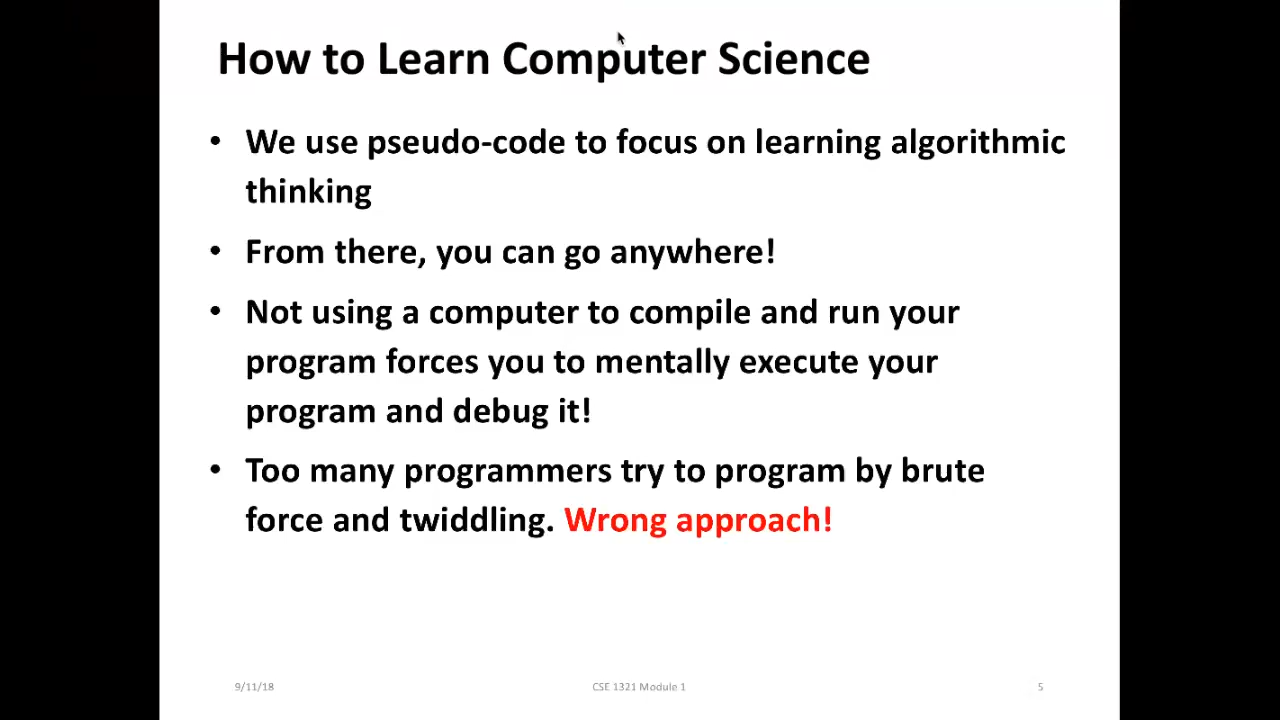 How to Learn Computer Science
• We use pseudo-code to focus on learning algorithmic
thinking
• From there, you can go anywhere!
• Not using a computer to compile and run your
program forces you to mentally execute your
program and debug it!
• Too many programmers try to program by brute
force and twiddling. Wrong approach!
9/11/18 CSE 1321 Module 1 5